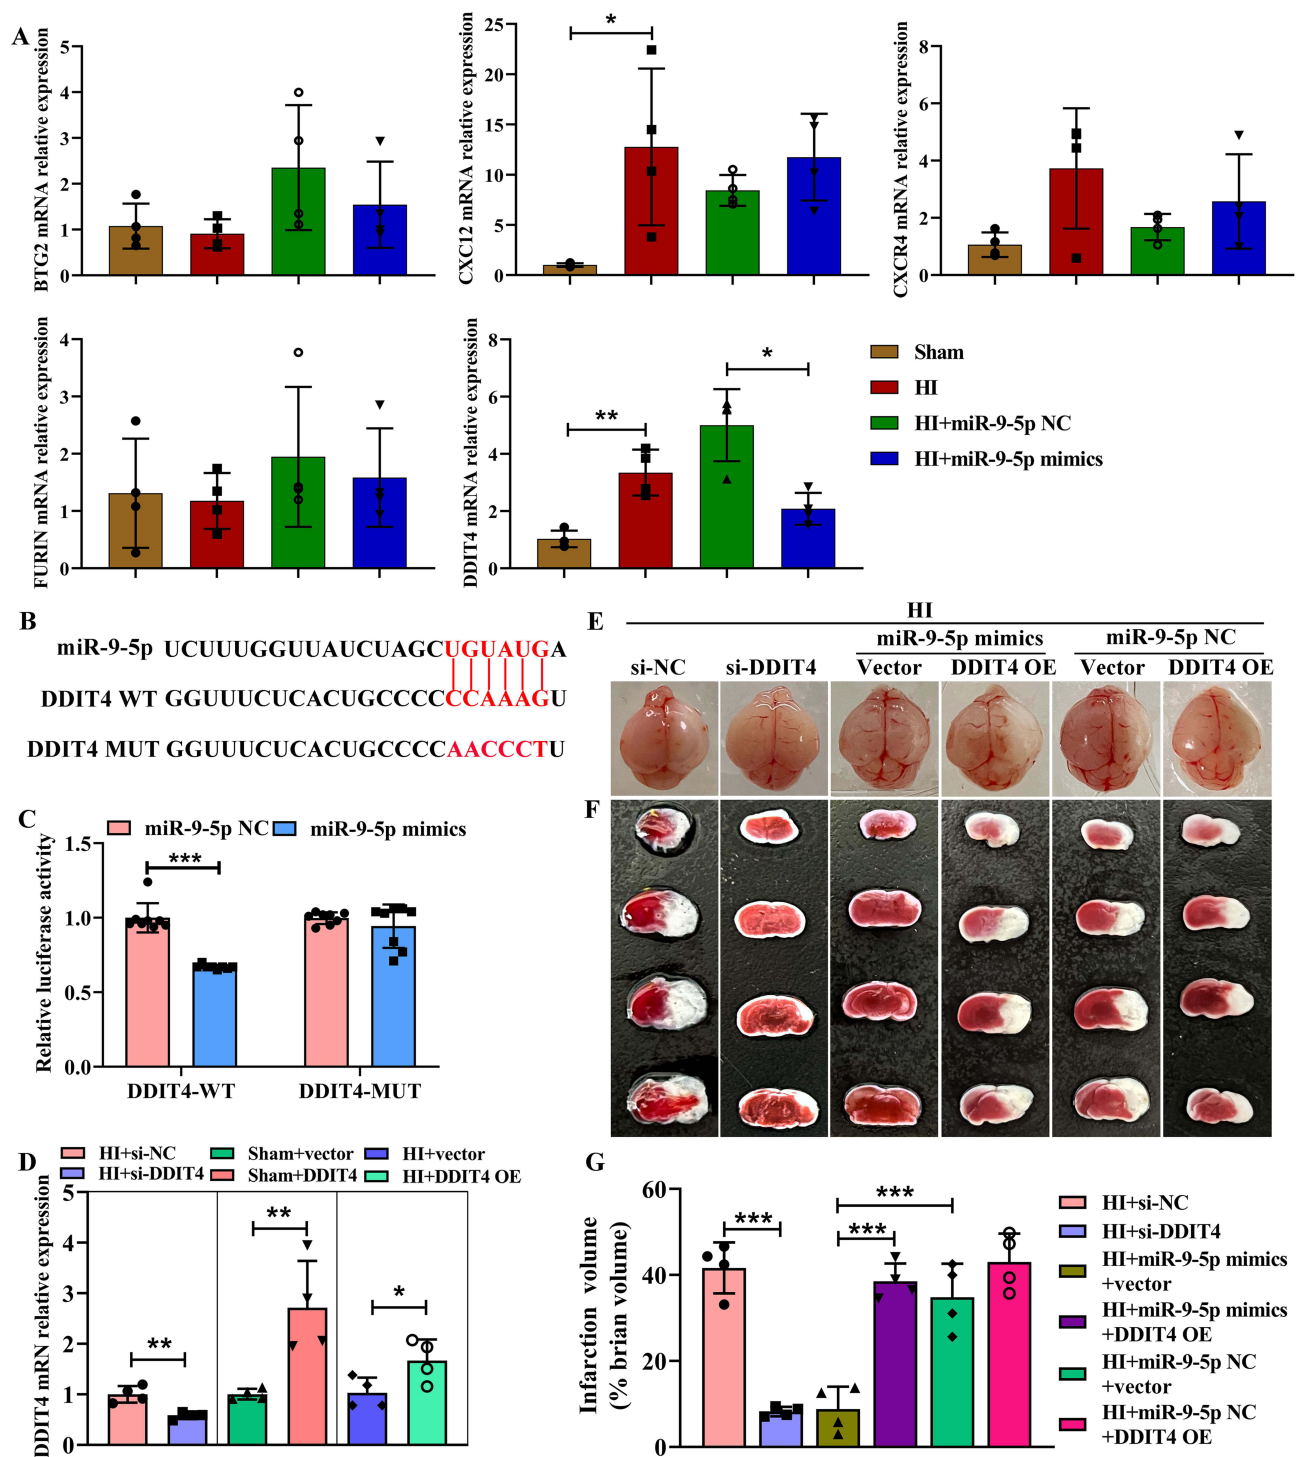 A
BTG2 mRNA relative expression
5
4
3
2
1
0
CXC12 mRNA relative expression
25
20
15
10
5
0
*
CXCR4 mRNA relative expression
8
6
4
2
0
FURIN mRNA relative expression
4
3
2
1
0
DDIT4 mRNA relative expression
8
6
4
2
0
**
*
Sham
HI
HI+miR-9-5p NC
HI+miR-9-5p mimics
B
miR-9-5p UCUUUGGUUAUCUAGCUGUAUGA
DDIT4 WT GGUUUCUCACUGCCCCCCAAAGU
DDIT4 MUT GGUUUCUCACUGCCCCAACCCTU
C
miR-9-5p NC miR-9-5p mimics
Relative luciferase activity
1.5
1.0
0.5
0.0
***
DDIT4-WT DDIT4-MUT
D
HI+si-NC Sham+vector HI+vector
HI+si-DDIT4 Sham+DDIT4 HI+DDIT4 OE
DDIT4 mRN relative expression
5
4
3
2
1
0
**
**
*
E
HI
miR-9-5p mimics miR-9-5p NC
si-NC si-DDIT4 Vector DDIT4 OE Vector DDIT4 OE
F
G
Infarction volume
(% brian volume)
60
40
20
0
***
***
***
HI+si-NC
HI+si-DDIT4
HI+miR-9-5p mimics
+vector
HI+miR-9-5p mimics
+DDIT4 OE
HI+miR-9-5p NC
+vector
HI+miR-9-5p NC
+DDIT4 OE